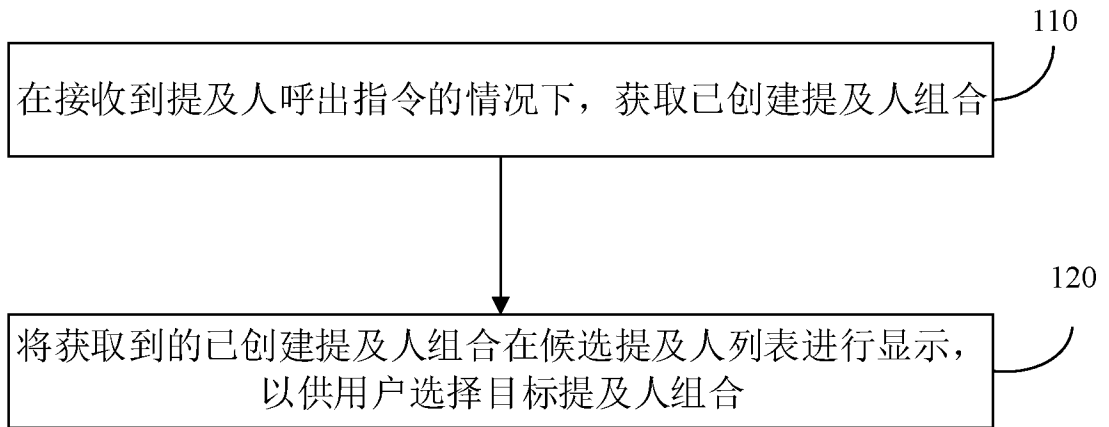 110
在接收到提及人呼出指令的情况下，获取已创建提及人组合
120
将获取到的已创建提及人组合在候选提及人列表进行显示，
以供用户选择目标提及人组合